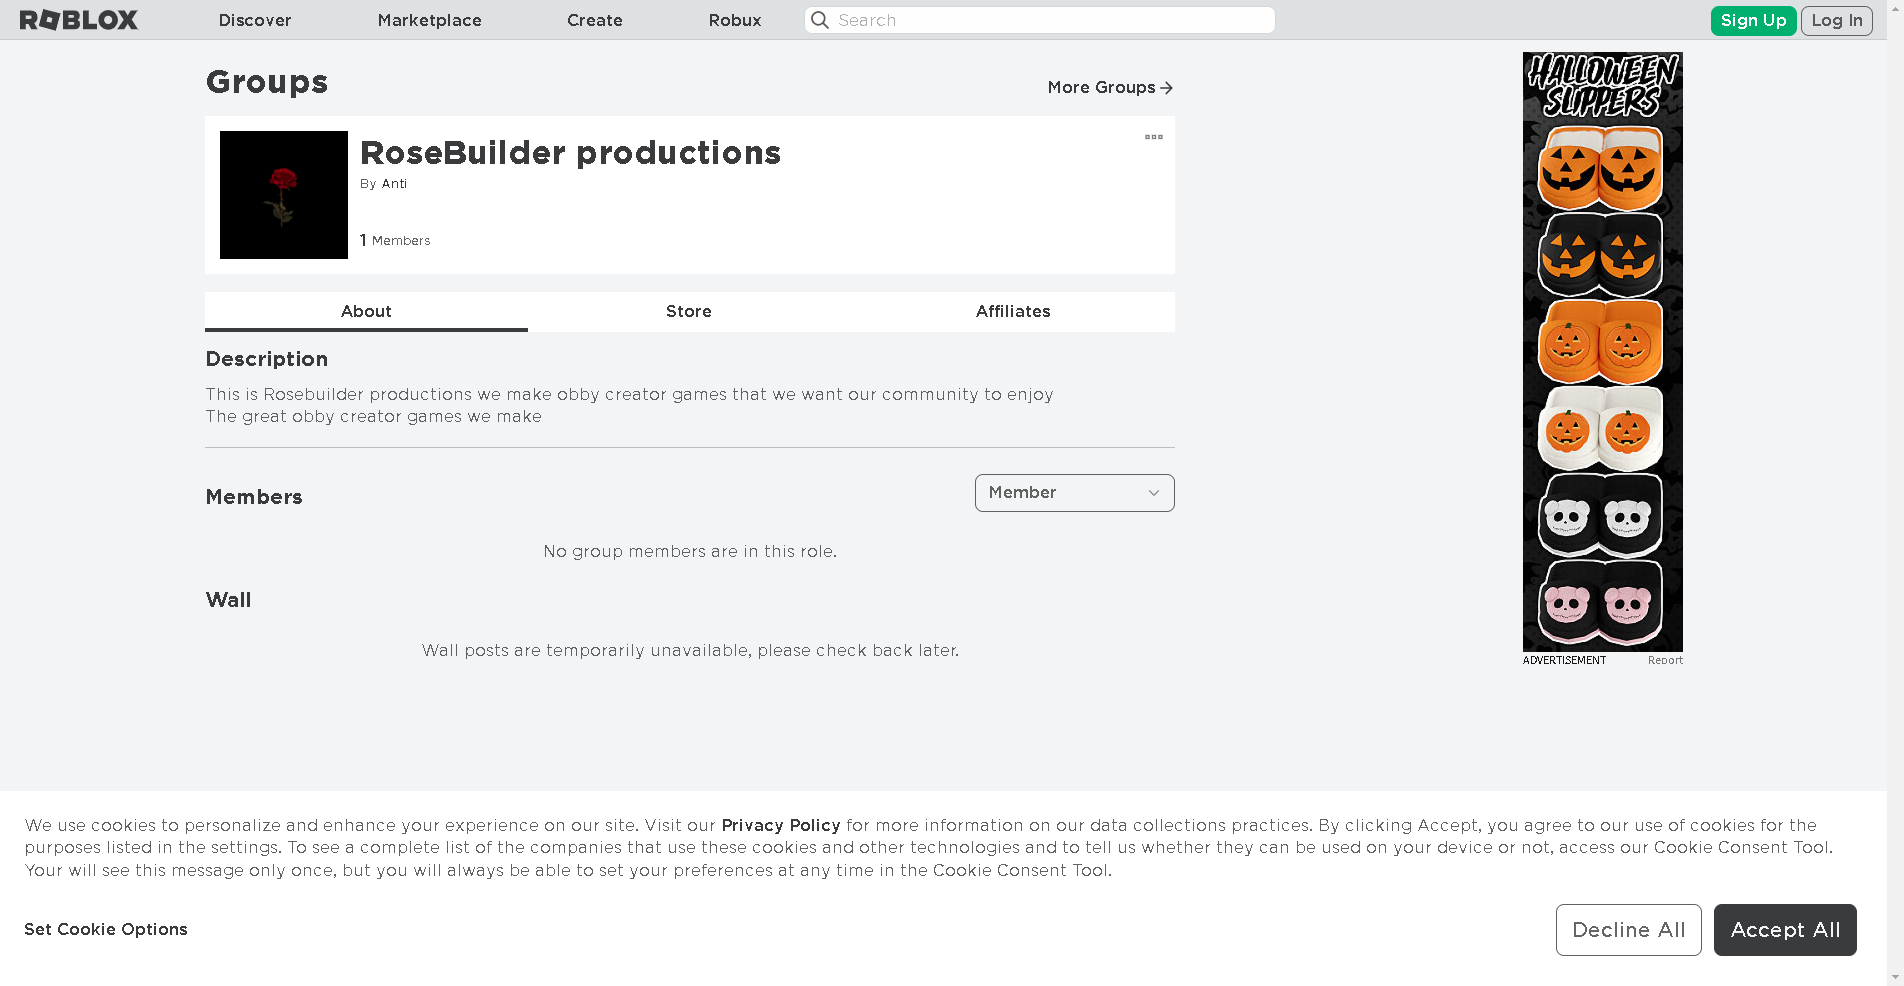 ROBLOX
Discover
Marketplace
Create
Robux
Search
Sign Up
Log In
Groups
More Groups
RoseBuilder productions
By Anti
1 Members
About
Store
Affiliates
Description
This is Rosebuilder productions we make obby creator games that we want our community to enjoy
The great obby creator games we make
Members
Member
No group members are in this role.
Wall
Wall posts are temporarily unavailable, please check back later.
HALLOWEEN
SLIPPERS
ADVERTISEMENT
Report
We use cookies to personalize and enhance your experience on our site. Visit our Privacy Policy for more information on our data collections practices. By clicking Accept, you agree to our use of cookies for the
purposes listed in the settings. To see a complete list of the companies that use these cookies and other technologies and to tell us whether they can be used on your device or not, access our Cookie Consent Tool.
Your will see this message only once, but you will always be able to set your preferences at any time in the Cookie Consent Tool.
Set Cookie Options
Decline All
Accept All